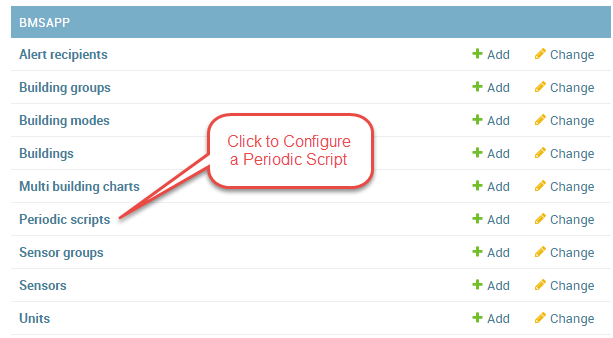 BMSAPP
Alert recipients Add Change
Building groups Add Change
Building modes Add Change
Click to Configure
a Periodic Script
Buildings Add Change
Multi building charts Add Change
Periodic scripts Add Change
Sensor groups Add Change
Sensors Add Change
Units Add Change